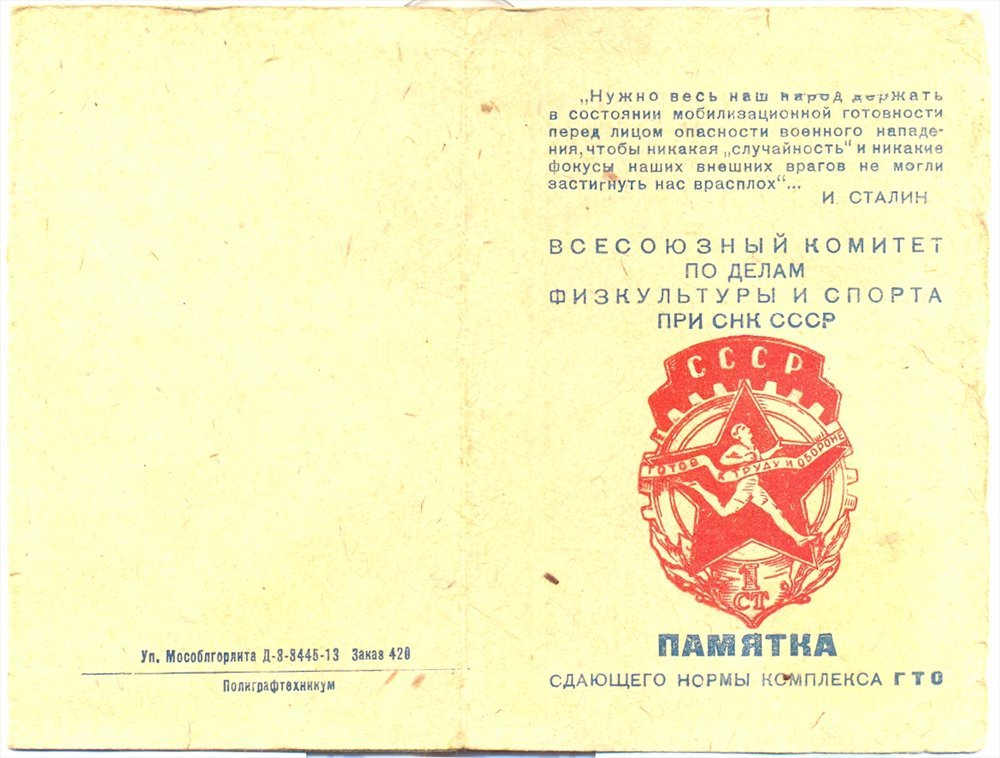 Уп. Мособлгорлита Д-8-8445-13 Заказ 420
Полиграфтехникум
„Нужно весь наш народ держать
в состоянии мобилизационной готовности
перед лицом опасности военного нападе-
ния, чтобы никакая „случайность“ и никакие
фокусы наших внешних врагов не могли
застигнуть нас врасплох“...
И. СТАЛИН
ВСЕСОЮЗНЫЙ КОМИТЕТ
ПО ДЕЛАМ
ФИЗКУЛЬТУРЫ И СПОРТА
ПРИ СНК СССР
СССР
ГОТОВ К ТРУДУ И ОБОРОНЕ
1
СТ
ПАМЯТКА
СДАЮЩЕГО НОРМЫ КОМПЛЕКСА ГТО